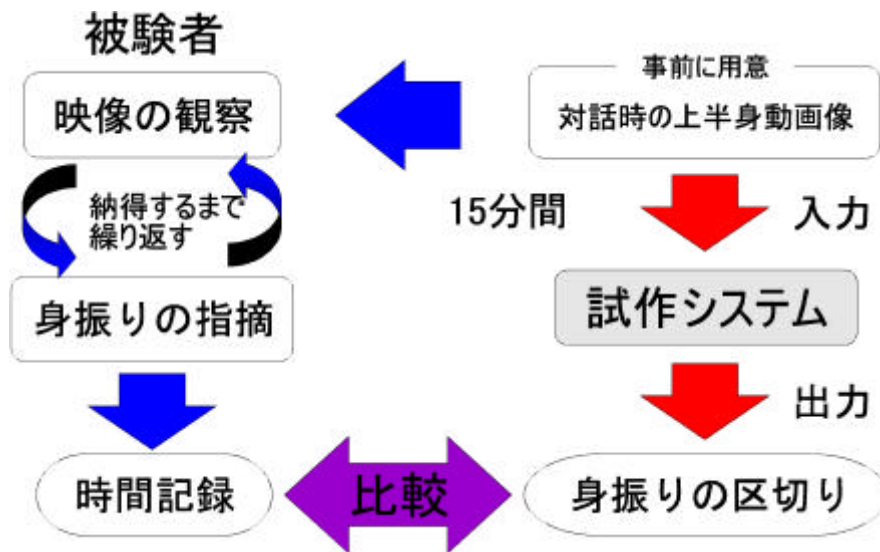 被験者
映像の観察
納得するまで
繰り返す
身振りの指摘
時間記録
事前に用意
対話時の上半身動画像
15分間
入力
試作システム
出力
比較
身振りの区切り